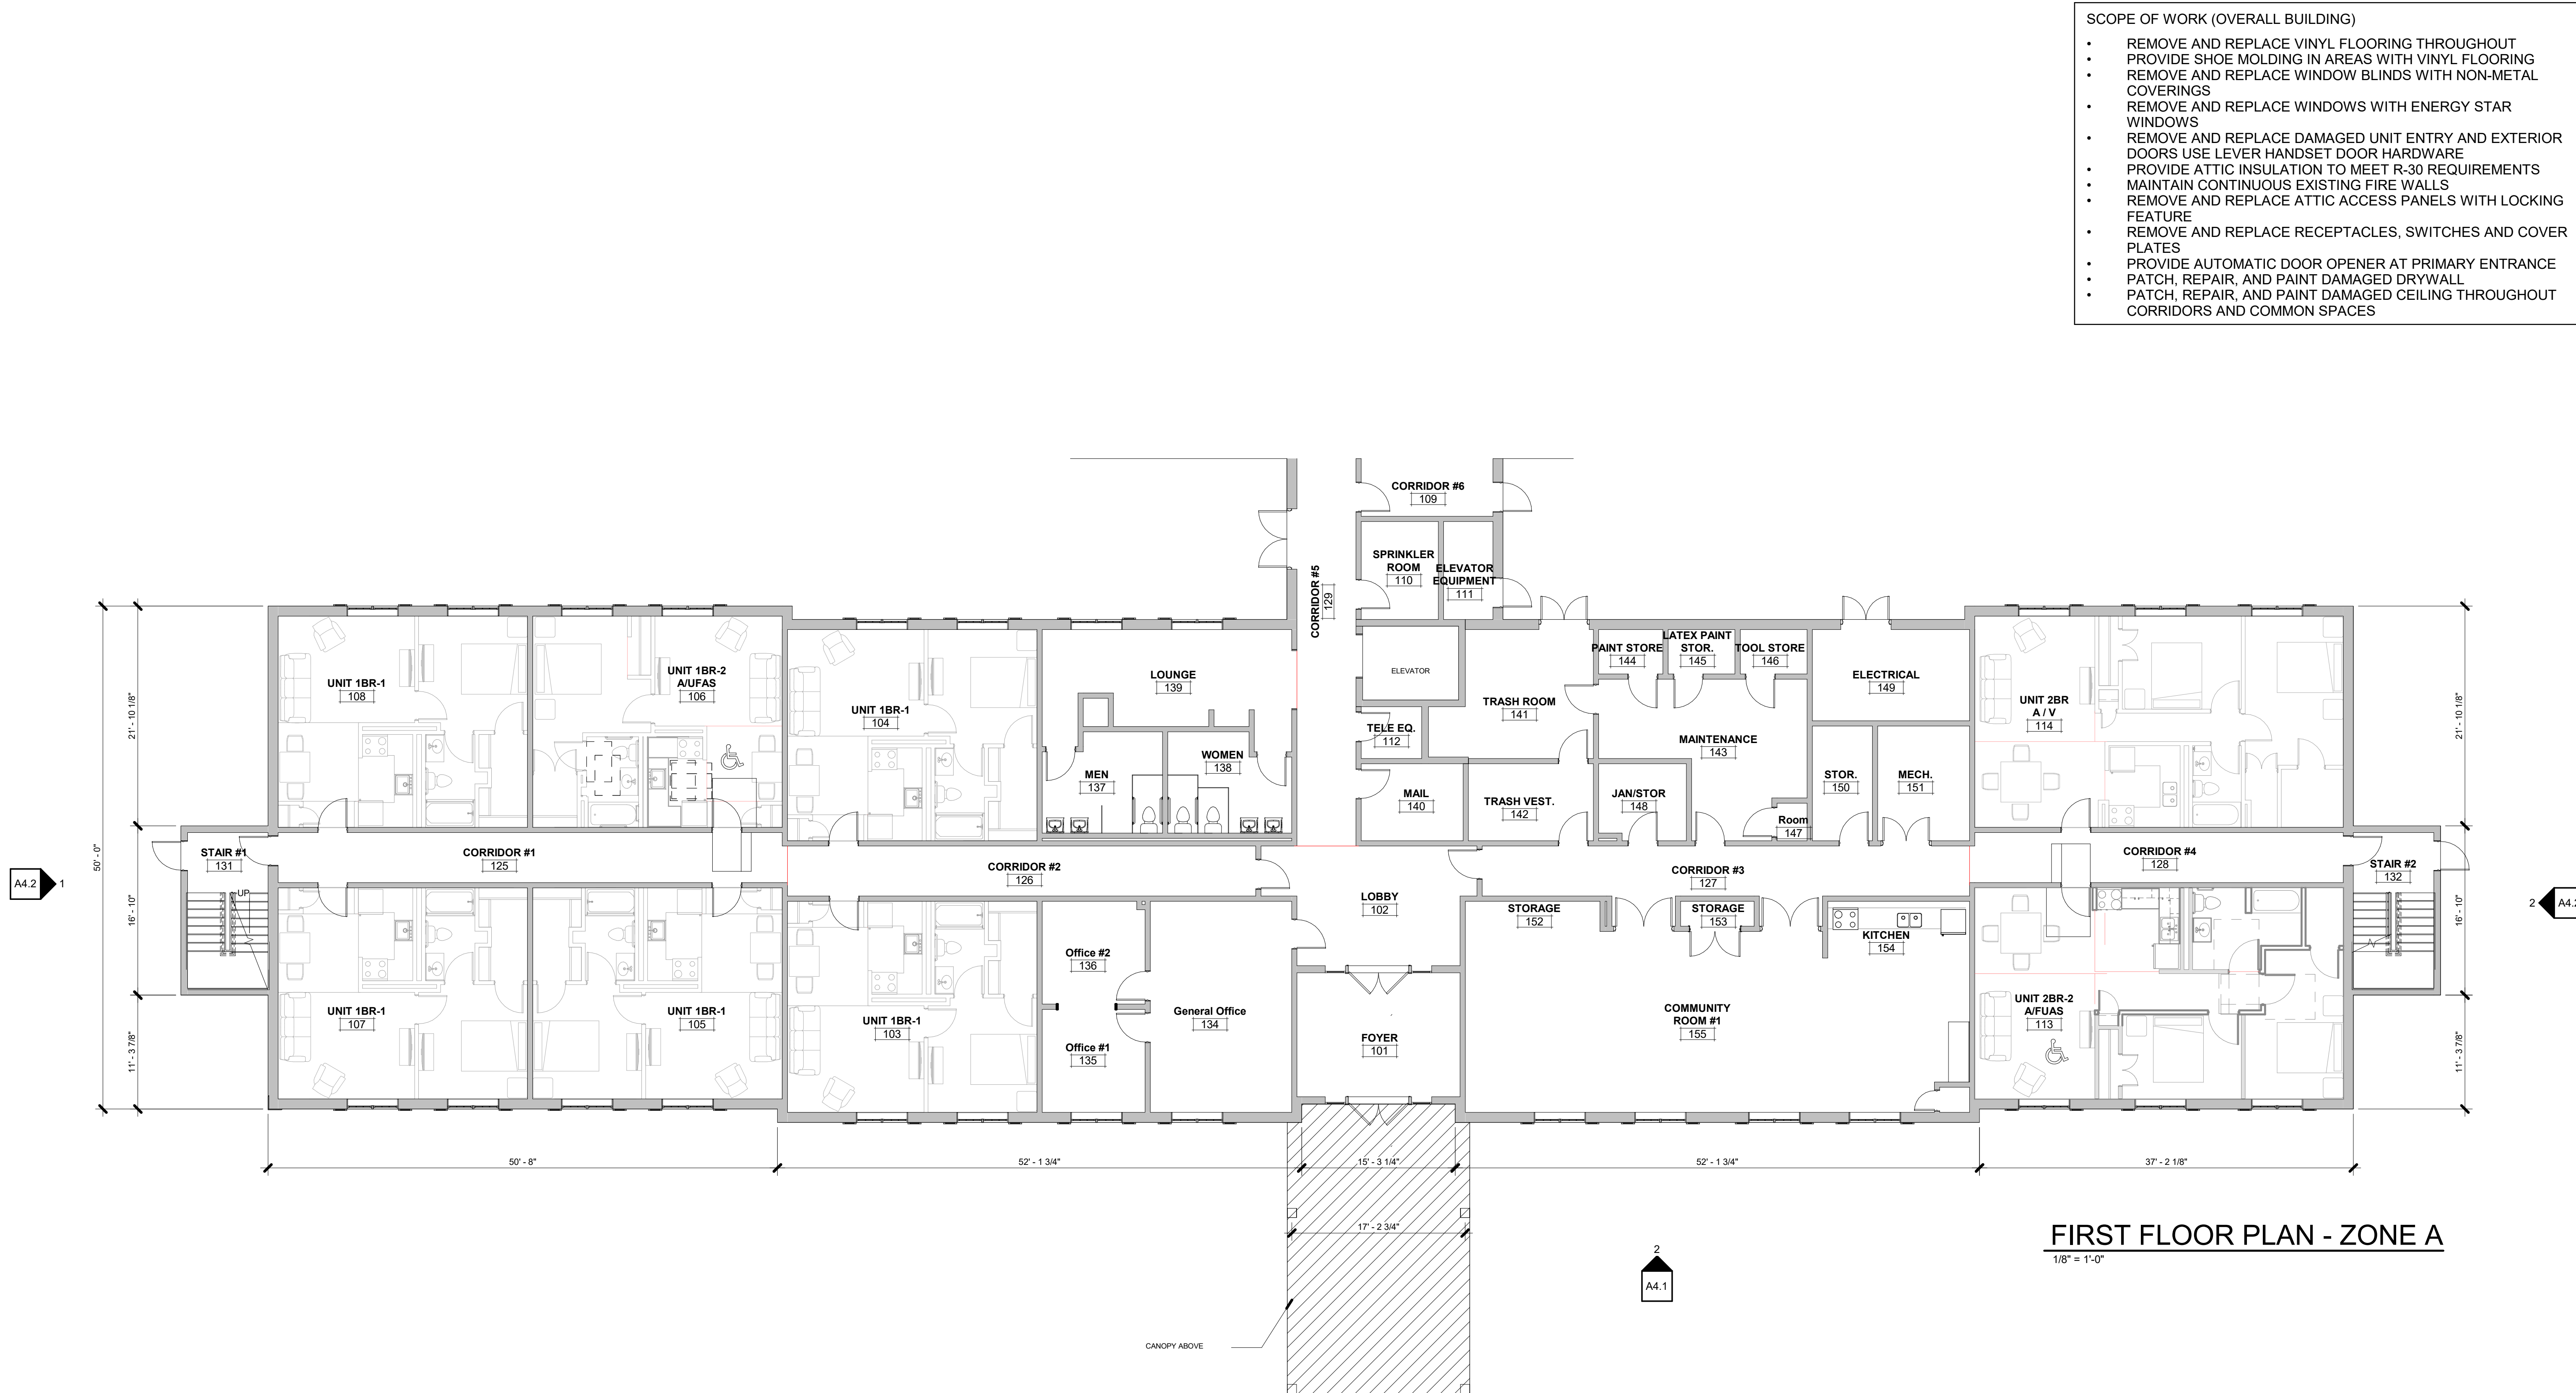 SCOPE OF WORK (OVERALL BUILDING)
• REMOVE AND REPLACE VINYL FLOORING THROUGHOUT
• PROVIDE SHOE MOLDING IN AREAS WITH VINYL FLOORING
• REMOVE AND REPLACE WINDOW BLINDS WITH NON-METAL
COVERINGS
• REMOVE AND REPLACE WINDOWS WITH ENERGY STAR
WINDOWS
• REMOVE AND REPLACE DAMAGED UNIT ENTRY AND EXTERIOR
DOORS USE LEVER HANDSET DOOR HARDWARE
• PROVIDE ATTIC INSULATION TO MEET R-30 REQUIREMENTS
• MAINTAIN CONTINUOUS EXISTING FIRE WALLS
• REMOVE AND REPLACE ATTIC ACCESS PANELS WITH LOCKING
FEATURE
• REMOVE AND REPLACE RECEPTACLES, SWITCHES AND COVER
PLATES
• PROVIDE AUTOMATIC DOOR OPENER AT PRIMARY ENTRANCE
• PATCH, REPAIR, AND PAINT DAMAGED DRYWALL
• PATCH, REPAIR, AND PAINT DAMAGED CEILING THROUGHOUT
CORRIDORS AND COMMON SPACES
CORRIDOR #6
109
SPRINKLER
ROOM
110
ELEVATOR
EQUIPMENT
111
CORRIDOR #5
129
UNIT 1BR-1
108
UNIT 1BR-2
A/UFAS
106
UNIT 1BR-1
104
LOUNGE
139
ELEVATOR
TRASH ROOM
141
PAINT STORE
144
LATEX PAINT
STOR.
145
TOOL STORE
146
ELECTRICAL
149
UNIT 2BR
A / V
114
TELE EQ.
112
MAINTENANCE
143
MEN
137
WOMEN
138
MAIL
140
TRASH VEST.
142
JAN/STOR
148
Room
147
STOR.
150
MECH.
151
21' - 10 1/8"
50' - 0"
16' - 10"
11' - 3 7/8"
21' - 10 1/8"
16' - 10"
11' - 3 7/8"
A4.2
1
STAIR #1
131
UP
CORRIDOR #1
125
CORRIDOR #2
126
LOBBY
102
CORRIDOR #3
127
CORRIDOR #4
128
STAIR #2
132
2
A4.2
STORAGE
152
STORAGE
153
KITCHEN
154
Office #2
136
General Office
134
Office #1
135
UNIT 1BR-1
107
UNIT 1BR-1
105
UNIT 1BR-1
103
FOYER
101
COMMUNITY
ROOM #1
155
UNIT 2BR-2
A/FUAS
113
50' - 8"
52' - 1 3/4"
15' - 3 1/4"
52' - 1 3/4"
37' - 2 1/8"
17' - 2 3/4"
2
A4.1
CANOPY ABOVE
FIRST FLOOR PLAN - ZONE A
1/8" = 1'-0"